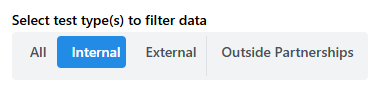 Select test type(s) to filter data
All Internal External Outside Partnerships